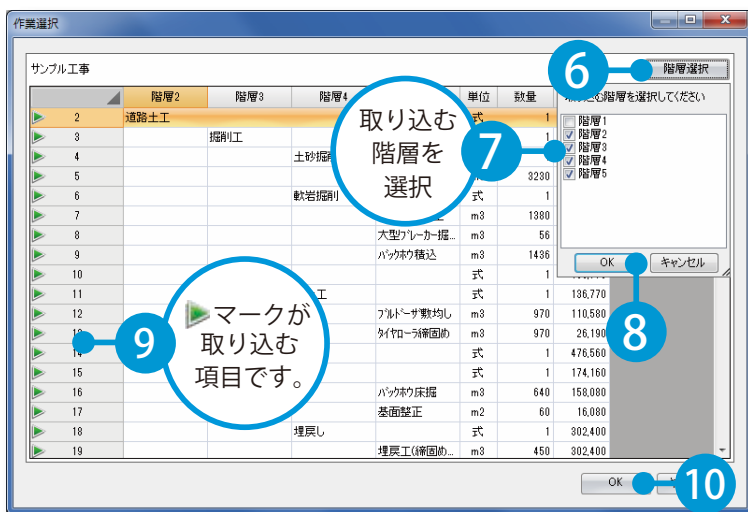 作業選択
サンプル工事
6
階層選択
階層2 階層3 階層4 単位 数量
を選択してください
2 道路土工 式 1
3 掘削工 1
4 土砂掘
5 3230
6 軟岩掘削 式 1
7 m3 1380
8 大型ブレーカー掘... m3 56
9 バックホウ積込 m3 1436
10 式 1
11 工 式 1 136,770
12 ブルドーザ敷均し m3 970 110,580
13 タイヤローラ締固め m3 970 26,190
14 式 1 476,560
15 式 1 174,160
16 バックホウ床掘 m3 640 158,080
17 基面整正 m2 60 16,080
18 埋戻し 式 1 302,400
19 埋戻工(締固め... m3 450 302,400
取り込む
階層を
選択
7
階層1
階層2
階層3
階層4
階層5
OK キャンセル
8
9
マークが
取り込む
項目です。
OK
10